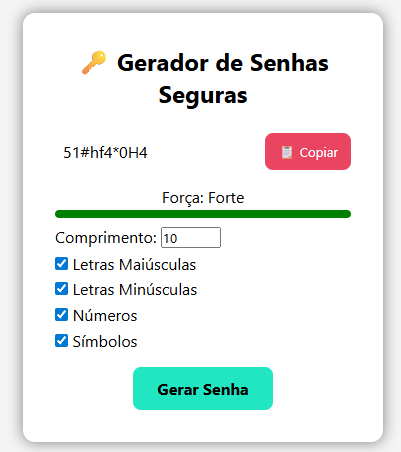 🔑 Gerador de Senhas
Seguras
51#hf4*0H4
📋 Copiar
Força: Forte
Comprimento: 10
Letras Maiúsculas
Letras Minúsculas
Números
Símbolos
Gerar Senha